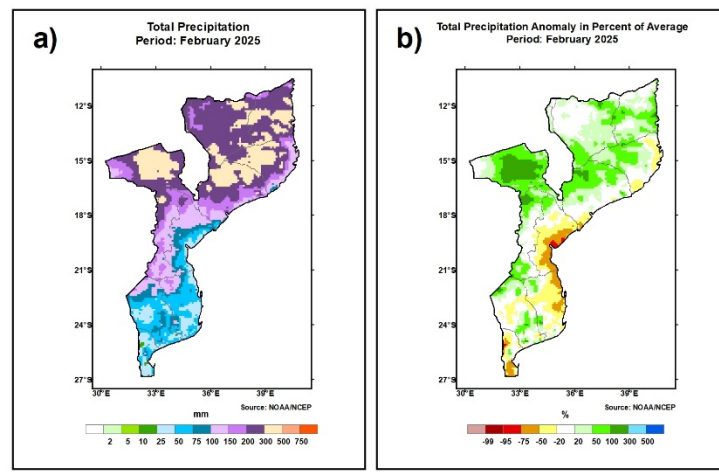 a)
Total Precipitation
Period: February 2025
12°S
15°S
18°S
21°S
24°S
27°S
30°E 33°E 36°E 39°E
Source: NOAA/NCEP
mm
2 5 10 25 50 75 100 150 200 300 500 750
b)
Total Precipitation Anomaly in Percent of Average
Period: February 2025
12°S
15°S
18°S
21°S
24°S
27°S
30°E 33°E 36°E 39°E
Source: NOAA/NCEP
%
-99 -95 -75 -50 -20 20 50 100 300 500